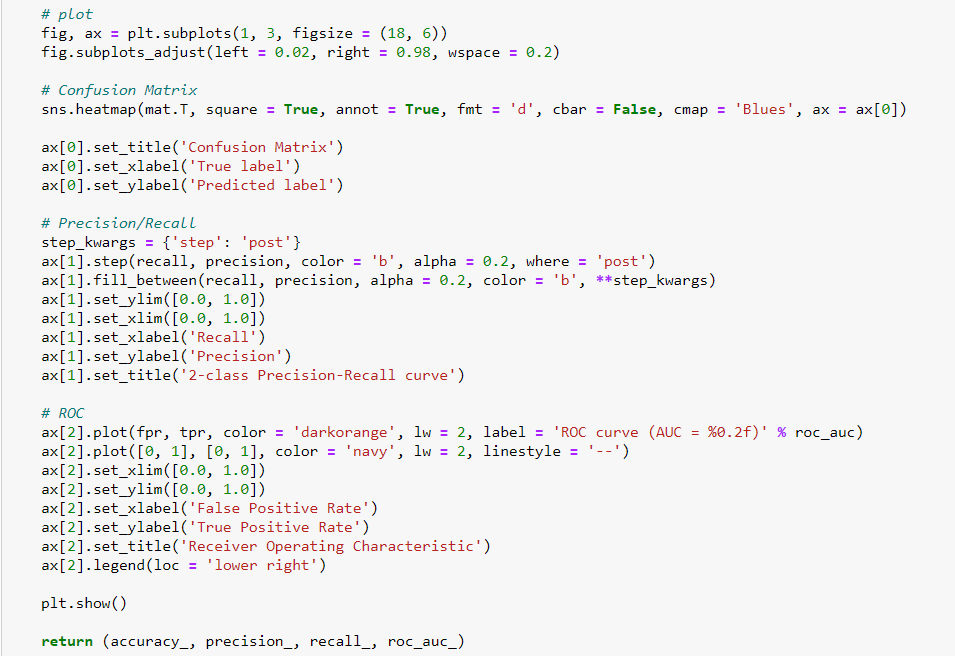 # plot
fig, ax = plt.subplots(1, 3, figsize = (18, 6))
fig.subplots_adjust(left = 0.02, right = 0.98, wspace = 0.2)

# Confusion Matrix
sns.heatmap(mat.T, square = True, annot = True, fmt = 'd', cbar = False, cmap = 'Blues', ax = ax[0])

ax[0].set_title('Confusion Matrix')
ax[0].set_xlabel('True label')
ax[0].set_ylabel('Predicted label')

# Precision/Recall
step_kwargs = {'step': 'post'}
ax[1].step(recall, precision, color = 'b', alpha = 0.2, where = 'post')
ax[1].fill_between(recall, precision, alpha = 0.2, color = 'b', **step_kwargs)
ax[1].set_ylim([0.0, 1.0])
ax[1].set_xlim([0.0, 1.0])
ax[1].set_xlabel('Recall')
ax[1].set_ylabel('Precision')
ax[1].set_title('2-class Precision-Recall curve')

# ROC
ax[2].plot(fpr, tpr, color = 'darkorange', lw = 2, label = 'ROC curve (AUC = %0.2f)' % roc_auc)
ax[2].plot([0, 1], [0, 1], color = 'navy', lw = 2, linestyle = '--')
ax[2].set_xlim([0.0, 1.0])
ax[2].set_ylim([0.0, 1.0])
ax[2].set_xlabel('False Positive Rate')
ax[2].set_ylabel('True Positive Rate')
ax[2].set_title('Receiver Operating Characteristic')
ax[2].legend(loc = 'lower right')

plt.show()

return (accuracy_, precision_, recall_, roc_auc_)